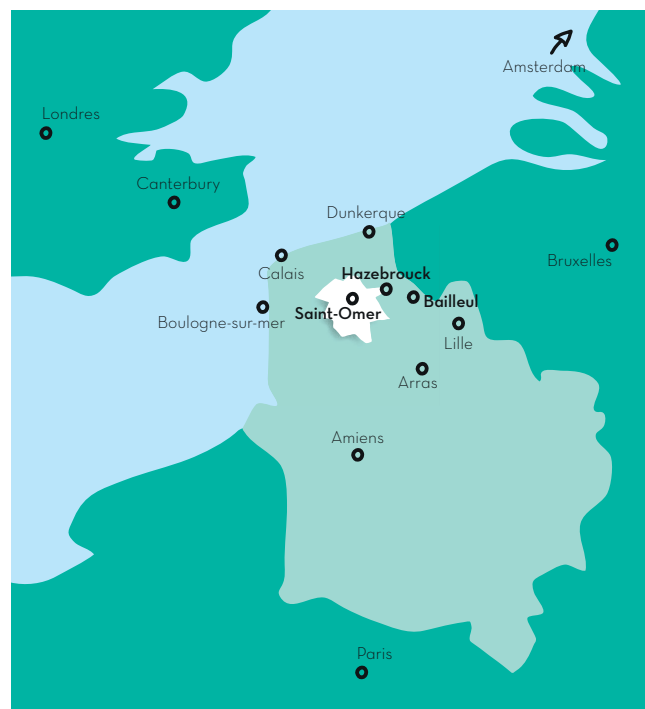 Amsterdam
Londres
Canterbury
Dunkerque
Bruxelles
Calais
Hazebrouck
Bailleul
Saint-Omer
Boulogne-sur-mer
Lille
Arras
Amiens
Paris